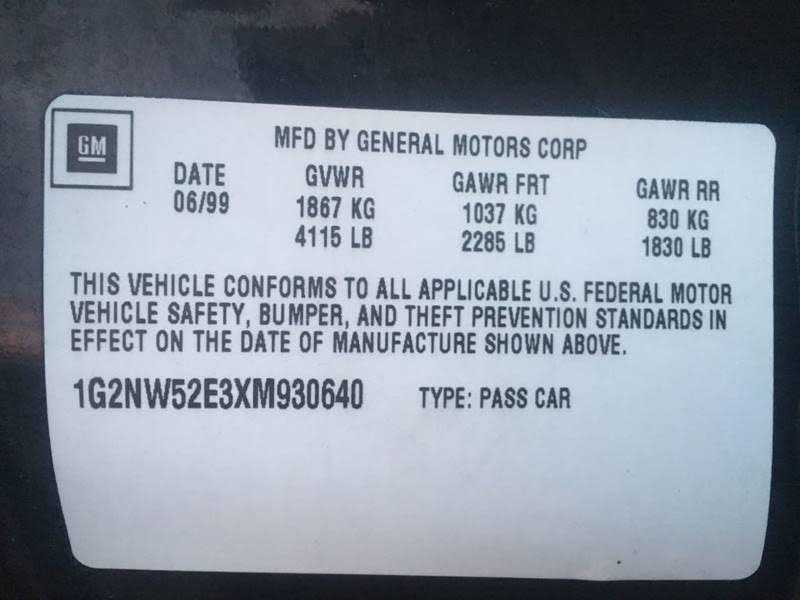 GM
MFD BY GENERAL MOTORS CORP
DATE GVWR GAWR FRT GAWR RR
06/99 1867 KG 1037 KG 830 KG
4115 LB 2285 LB 1830 LB
THIS VEHICLE CONFORMS TO ALL APPLICABLE U.S. FEDERAL MOTOR
VEHICLE SAFETY, BUMPER, AND THEFT PREVENTION STANDARDS IN
EFFECT ON THE DATE OF MANUFACTURE SHOWN ABOVE.
1G2NW52E3XM930640 TYPE: PASS CAR